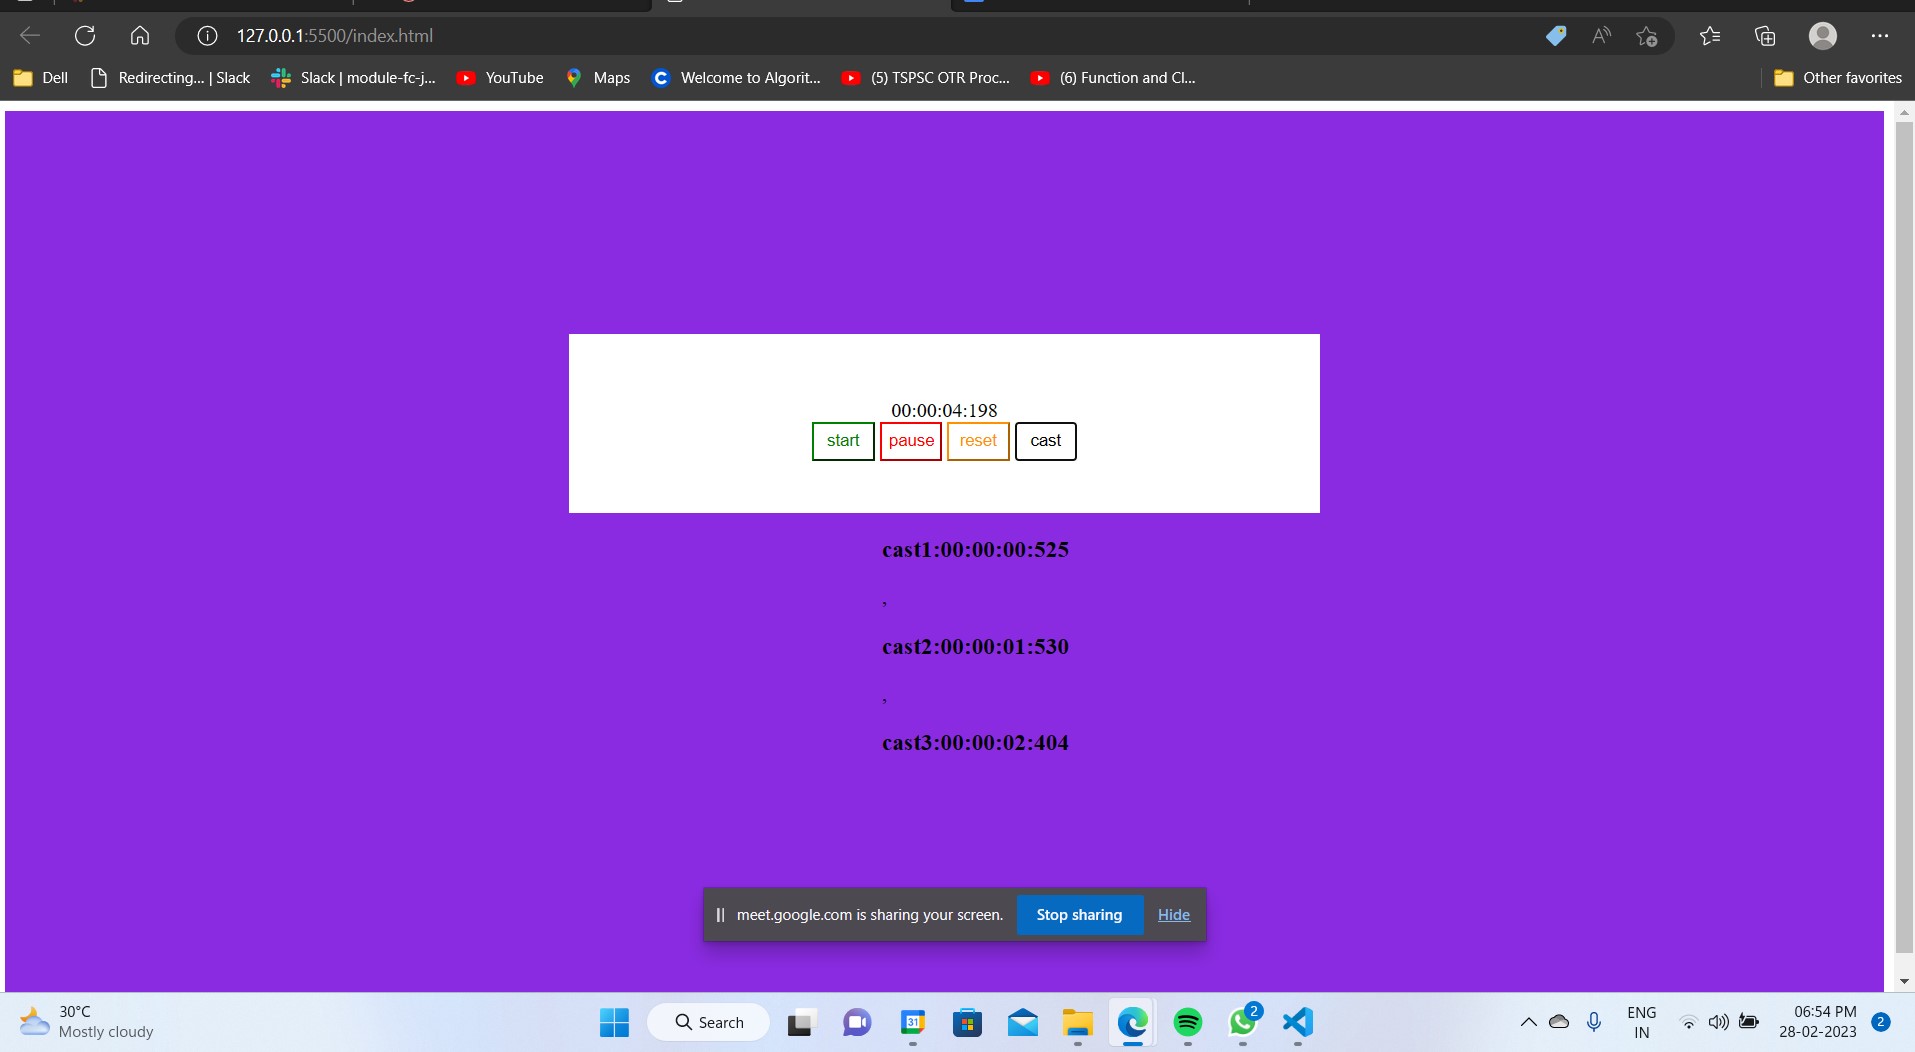 127.0.0.1:5500/index.html
Dell
Redirecting... | Slack
Slack | module-fc-j...
YouTube
Maps
Welcome to Algorit...
(5) TSPSC OTR Proc...
(6) Function and Cl...
Other favorites
00:00:04:198
start pause reset cast
cast1:00:00:00:525
,
cast2:00:00:01:530
,
cast3:00:00:02:404
meet.google.com is sharing your screen. Stop sharing Hide
30°C
Mostly cloudy
Search
31
2
ENG
IN
06:54 PM
28-02-2023
2